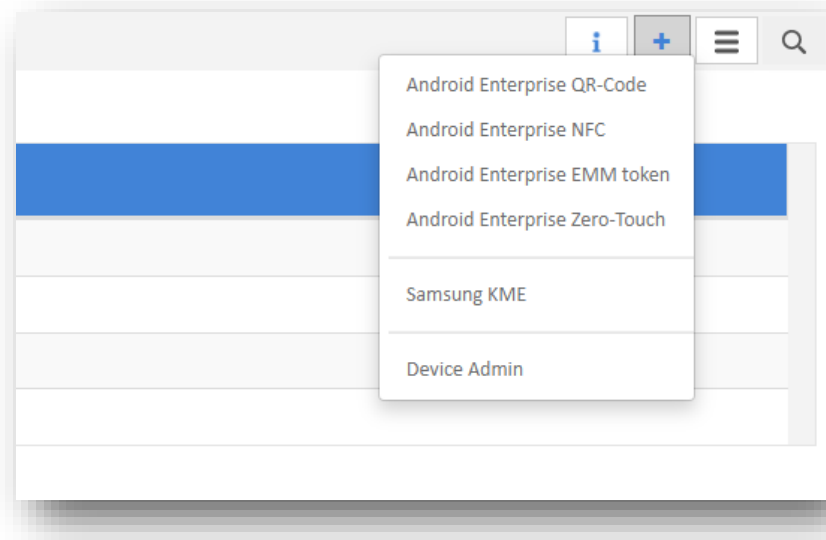 i + 
Android Enterprise QR-Code
Android Enterprise NFC
Android Enterprise EMM token
Android Enterprise Zero-Touch
Samsung KME
Device Admin